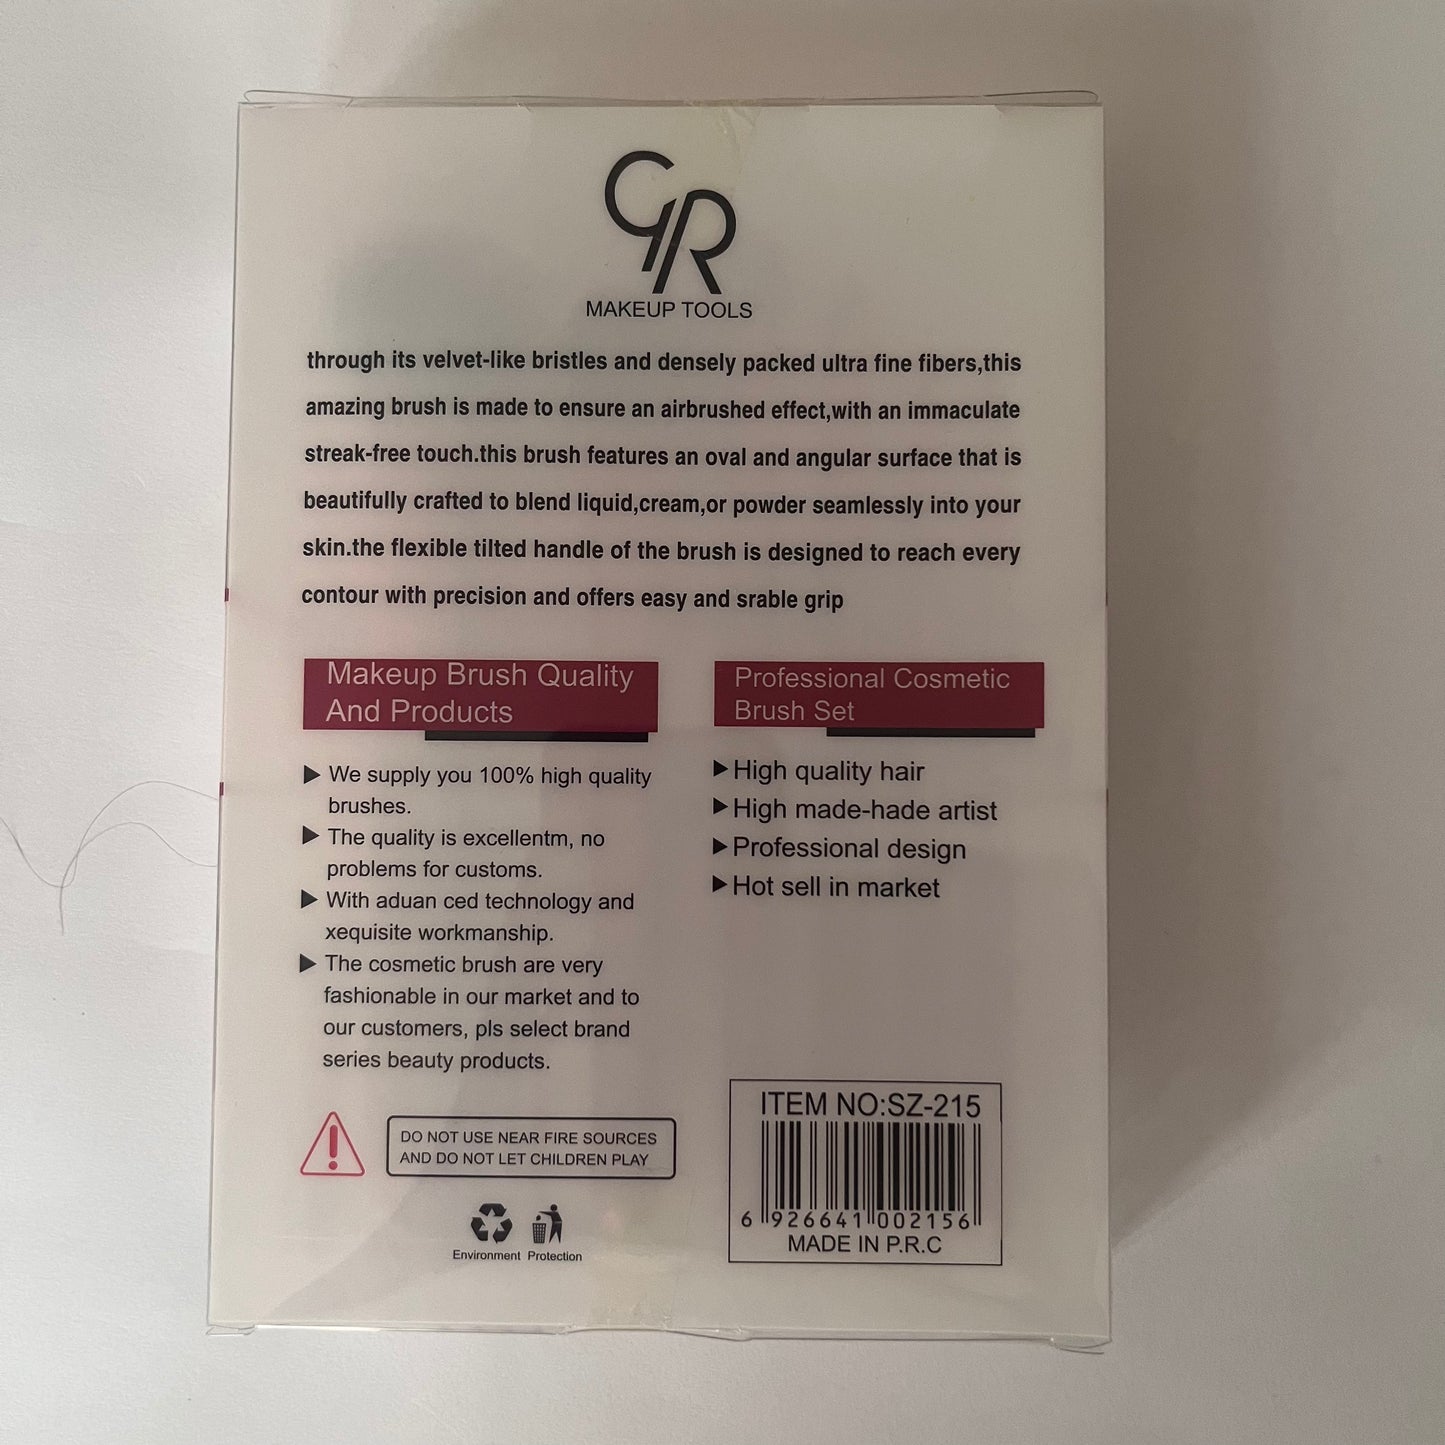 GR
MAKEUP TOOLS
through its velvet-like bristles and densely packed ultra fine fibers,this
amazing brush is made to ensure an airbrushed effect,with an immaculate
streak-free touch.this brush features an oval and angular surface that is
beautifully crafted to blend liquid,cream,or powder seamlessly into your
skin.the flexible tilted handle of the brush is designed to reach every
contour with precision and offers easy and srable grip
Makeup Brush Quality
And Products
We supply you 100% high quality
brushes.
The quality is excellentm, no
problems for customs.
With aduan ced technology and
xequisite workmanship.
The cosmetic brush are very
fashionable in our market and to
our customers, pls select brand
series beauty products.
Professional Cosmetic
Brush Set
High quality hair
High made-hade artist
Professional design
Hot sell in market
DO NOT USE NEAR FIRE SOURCES
AND DO NOT LET CHILDREN PLAY
Environment Protection
ITEM NO:SZ-215
6 926641 002156
MADE IN P.R.C